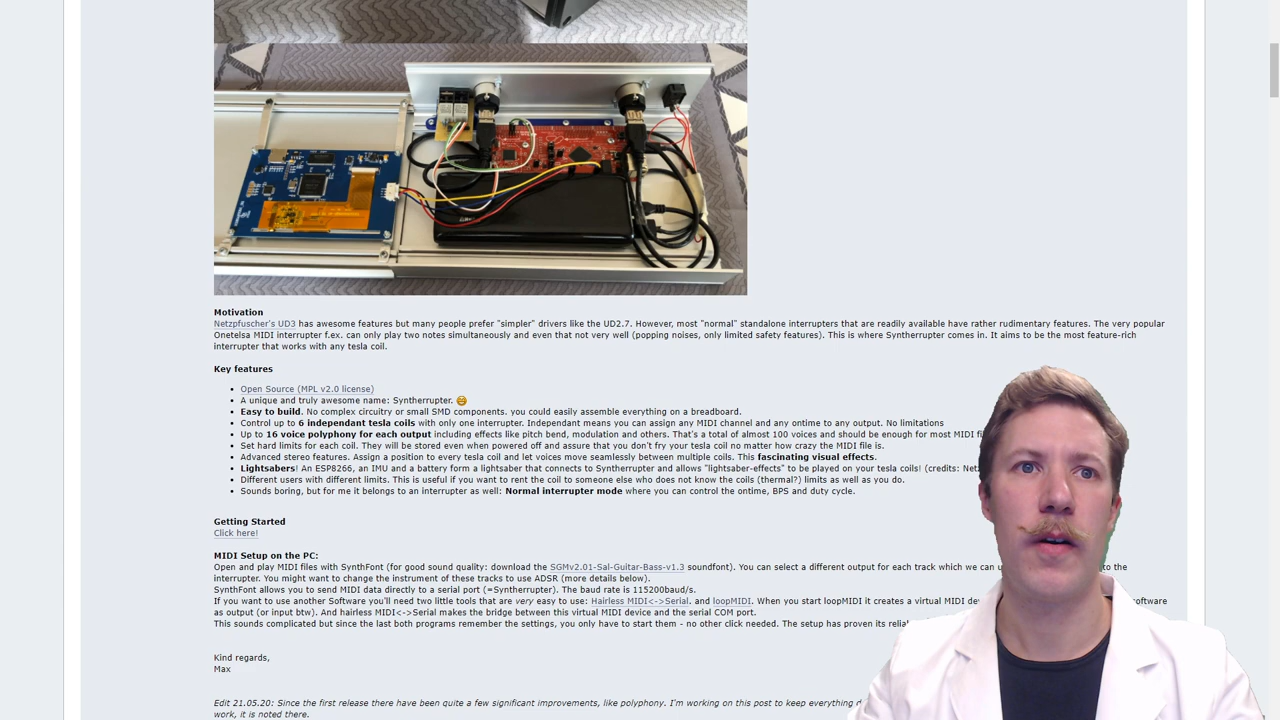 Motivation
Netzpfuscher's UD3 has awesome features but many people prefer "simpler" drivers like the UD2.7. However, most "normal" standalone interrupters that are readily available have rather rudimentary features. The very popular
Onetelsa MIDI interrupter f.ex. can only play two notes simultaneously and even that not very well (popping noises, only limited safety features). This is where Syntherrupter comes in. It aims to be the most feature-rich
interrupter that works with any tesla coil.
Key features
Open Source (MPL v2.0 license)
A unique and truly awesome name: Syntherrupter.
Easy to build. No complex circuitry or small SMD components. you could easily assemble everything on a breadboard.
Control up to 6 independant tesla coils with only one interrupter. Independant means you can assign any MIDI channel and any ontime to any output. No limitations
Up to 16 voice polyphony for each output including effects like pitch bend, modulation and others. That's a total of almost 100 voices and should be enough for most MIDI
Set hard limits for each coil. They will be stored even when powered off and assure that you don't fry your tesla coil no matter how crazy the MIDI file is.
Advanced stereo features. Assign a position to every tesla coil and let voices move seamlessly between multiple coils. This fascinating visual effects.
Lightsabers! An ESP8266, an IMU and a battery form a lightsaber that connects to Syntherrupter and allows "lightsaber-effects" to be played on your tesla coils! (credits:
Different users with different limits. This is useful if you want to rent the coil to someone else who does not know the coils (thermal?) limits as well as you do.
Sounds boring, but for me it belongs to an interrupter as well: Normal interrupter mode where you can control the ontime, BPS and duty cycle.
Getting Started
Click here!
MIDI Setup on the PC:
Open and play MIDI files with SynthFont (for good sound quality: download the SGMv2.01-Sal-Guitar-Bass-v1.3 soundfont). You can select a different output for each track which we can to the
interrupter. You might want to change the instrument of these tracks to use ADSR (more details below).
SynthFont allows you to send MIDI data directly to a serial port (=Syntherrupter). The baud rate is 115200baud/s.
If you want to use another Software you'll need two little tools that are very easy to use: Hairless MIDI<->Serial. and loopMIDI. When you start loopMIDI it creates a virtual MIDI software
as output (or input btw). And hairless MIDI<->Serial makes the bridge between this virtual MIDI device and the serial COM port.
This sounds complicated but since the last both programs remember the settings, you only have to start them - no other click needed. The setup has proven its
Kind regards,
Max
Edit 21.05.20: Since the first release there have been quite a few significant improvements, like polyphony. I'm working on this post to keep everything
work, it is noted there.